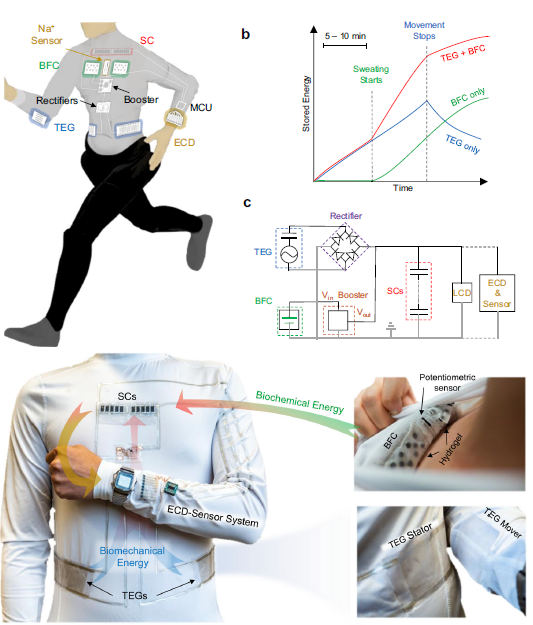 Na⁺
Sensor
SC
BFC
Rectifiers
Booster
MCU
TEG
ECD
b
5 – 10 min
Movement
Stops
Sweating
Starts
TEG + BFC
BFC only
TEG only
Stored Energy
Time
c
Rectifier
TEG
BFC
Vin
Booster
Vout
SCs
LCD
ECD
&
Sensor
SCs
Biochemical Energy
ECD-Sensor System
Biomechanical
Energy
TEGs
Potentiometric
sensor
BFC
Hydrogel
TEG Stator
TEG Mover